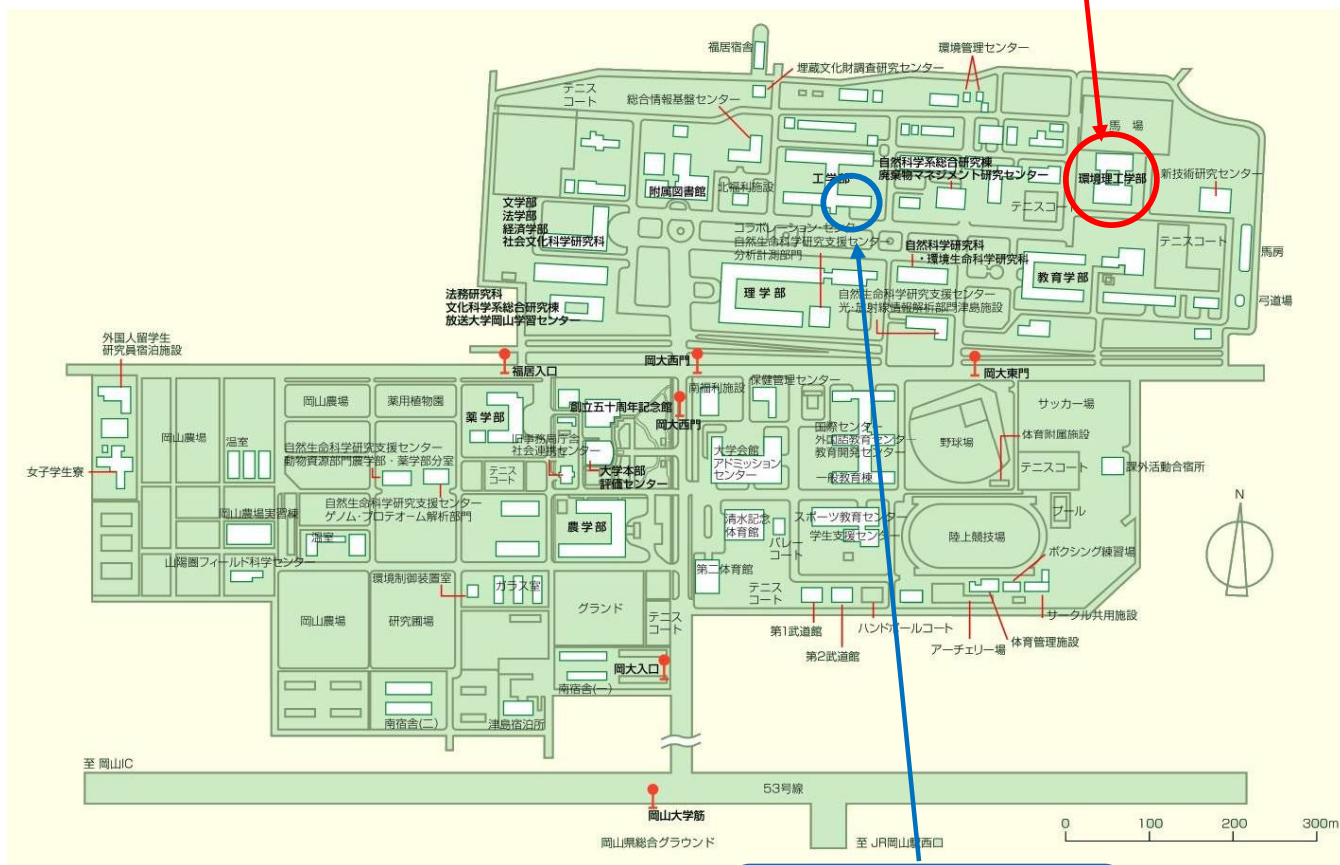 福居宿舎
環境管理センター
埋蔵文化財調査研究センター
テニス
コート
総合情報基盤センター
馬 場
工学部
自然科学系総合研究棟
廃棄物マネジメント研究センター
環境理工学部
新技術研究センター
附属図書館
北福利施設
テニスコート
文学部
法学部
経済学部
社会文化科学研究科
コラボレーション・センター
自然生命科学研究支援センター
分析計測部門
自然科学研究科
・環境生命科学研究科
テニスコート
馬房
教育学部
法務研究科
文化科学系総合研究棟
放送大学岡山学習センター
理学部
自然生命科学研究支援センター
光・放射線情報解析部門津島施設
弓道場
外国人留学生
研究員宿泊施設
福居入口
岡大西門
岡大東門
南福利施設
保健管理センター
岡山農場
薬用植物園
薬学部
創立五十周年記念館
岡大西門
サッカー場
岡山農場
温室
自然生命科学研究支援センター
動物資源部門農学部・薬学部分室
旧事務局庁舎
社会連携センター
国際センター
外国語教育センター
教育開発センター
野球場
体育附属施設
女子学生寮
テニス
コート
大学本部
評価センター
大学会館
アドミッション
センター
一般教育棟
テニスコート
課外活動合宿所
自然生命科学研究支援センター
ゲノム・プロテオーム解析部門
プール
N
岡山農場実習棟
温室
農学部
清水記念
体育館
スポーツ教育センター
学生支援センター
バレー
コート
陸上競技場
ボクシング練習場
山陽圏フィールド科学センター
環境制御装置室
ガラス室
第二体育館
テニス
コート
岡山農場
研究圃場
グランド
テニス
コート
第1武道館
第2武道館
ハンドボールコート
アーチェリー場
体育管理施設
サークル共用施設
岡大入口
南宿舎(一)
南宿舎(二)
津島宿泊所
至 岡山IC
53号線
岡山大学筋
岡山県総合グラウンド
至 JR岡山駅西口
0 100 200 300m